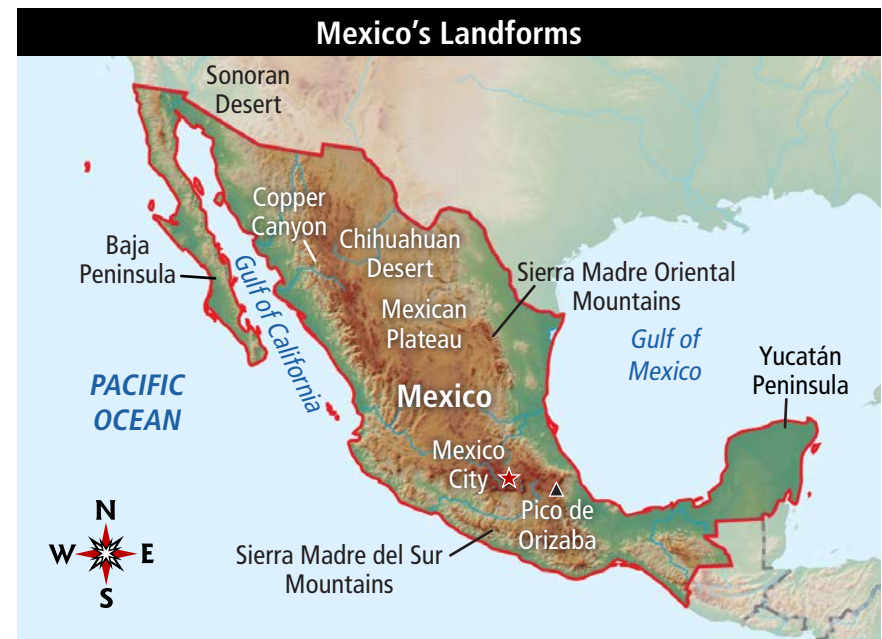 Mexico's Landforms
Sonoran
Desert
Copper
Canyon
Chihuahuan
Desert
Baja
Peninsula
Gulf of California
Sierra Madre Oriental
Mountains
Mexican
Plateau
Gulf of
Mexico
Yucatán
Peninsula
PACIFIC
OCEAN
Mexico
Mexico
City
Pico de
Orizaba
Sierra Madre del Sur
Mountains
N
W E
S